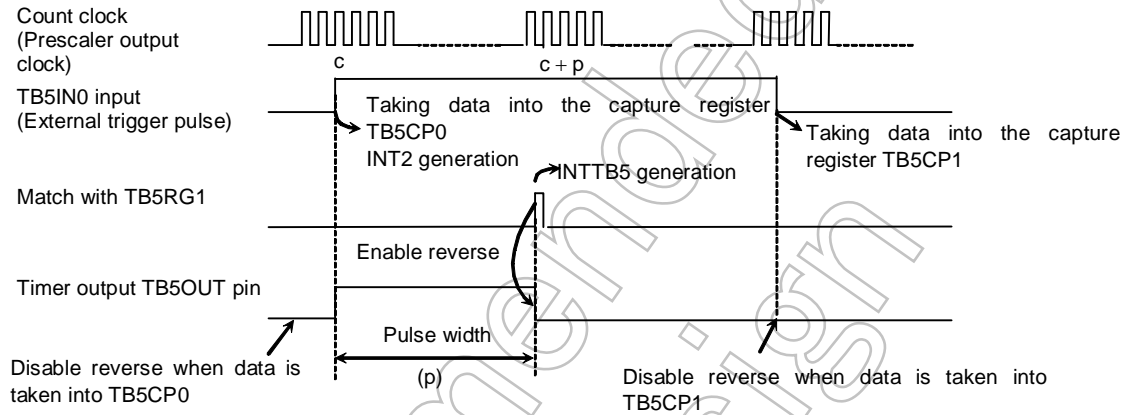 Count clock
(Prescaler output
clock)
c
c + p
TB5IN0 input
(External trigger pulse)
Taking data into the capture register
TB5CP0
INT2 generation
Taking data into the capture
register TB5CP1
INTTB5 generation
Match with TB5RG1
Enable reverse
Timer output TB5OUT pin
Pulse width
(p)
Disable reverse when data is
taken into TB5CP0
Disable reverse when data is taken into
TB5CP1